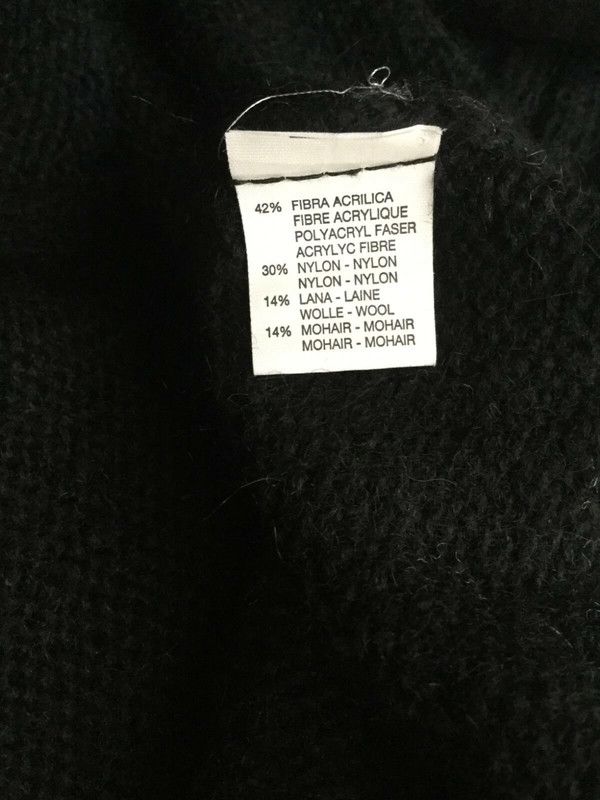 42% FIBRA ACRILICA
FIBRE ACRYLIQUE
POLYACRYL FASER
ACRYLYC FIBRE
30% NYLON - NYLON
NYLON - NYLON
14% LANA - LAINE
WOLLE - WOOL
14% MOHAIR - MOHAIR
MOHAIR - MOHAIR